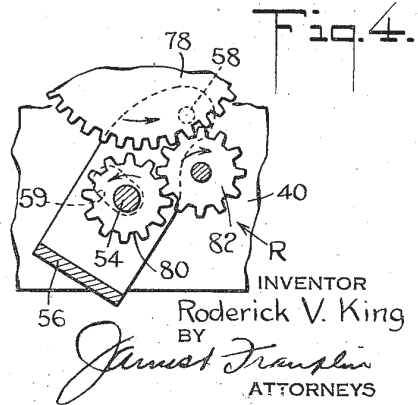 Fig. 4.
78
58
59
40
54
80
82
R
56
INVENTOR
Roderick V. King
BY
ATTORNEYS